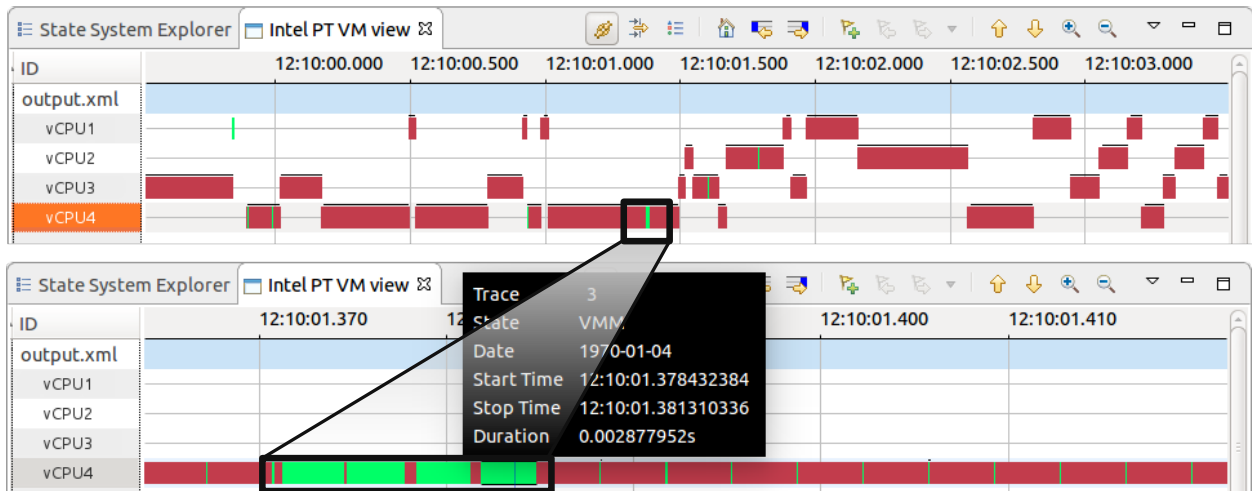 State System Explorer Intel PT VM view
ID 12:10:00.000 12:10:00.500 12:10:01.000 12:10:01.500 12:10:02.000 12:10:02.500 12:10:03.000
output.xml
vCPU1
vCPU2
vCPU3
vCPU4
State System Explorer Intel PT VM view
ID 12:10:01.370 12 12:10:01.400 12:10:01.410
output.xml
vCPU1
vCPU2
vCPU3
vCPU4
Trace 3
State VMM
Date 1970-01-04
Start Time 12:10:01.378432384
Stop Time 12:10:01.381310336
Duration 0.002877952s